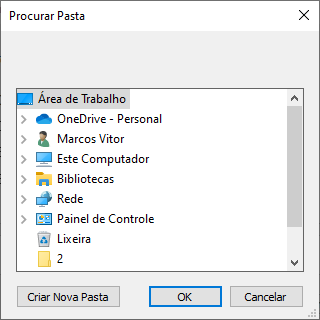 Procurar Pasta
Área de Trabalho
OneDrive - Personal
Marcos Vitor
Este Computador
Bibliotecas
Rede
Painel de Controle
Lixeira
2
Criar Nova Pasta
OK
Cancelar